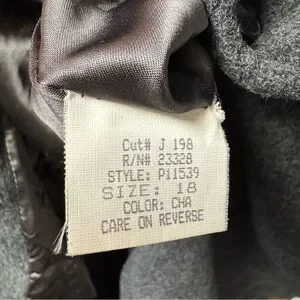 Cut# J 198
R/N# 23328
STYLE: P11539
SIZE: 18
COLOR: CHA
CARE ON REVERSE